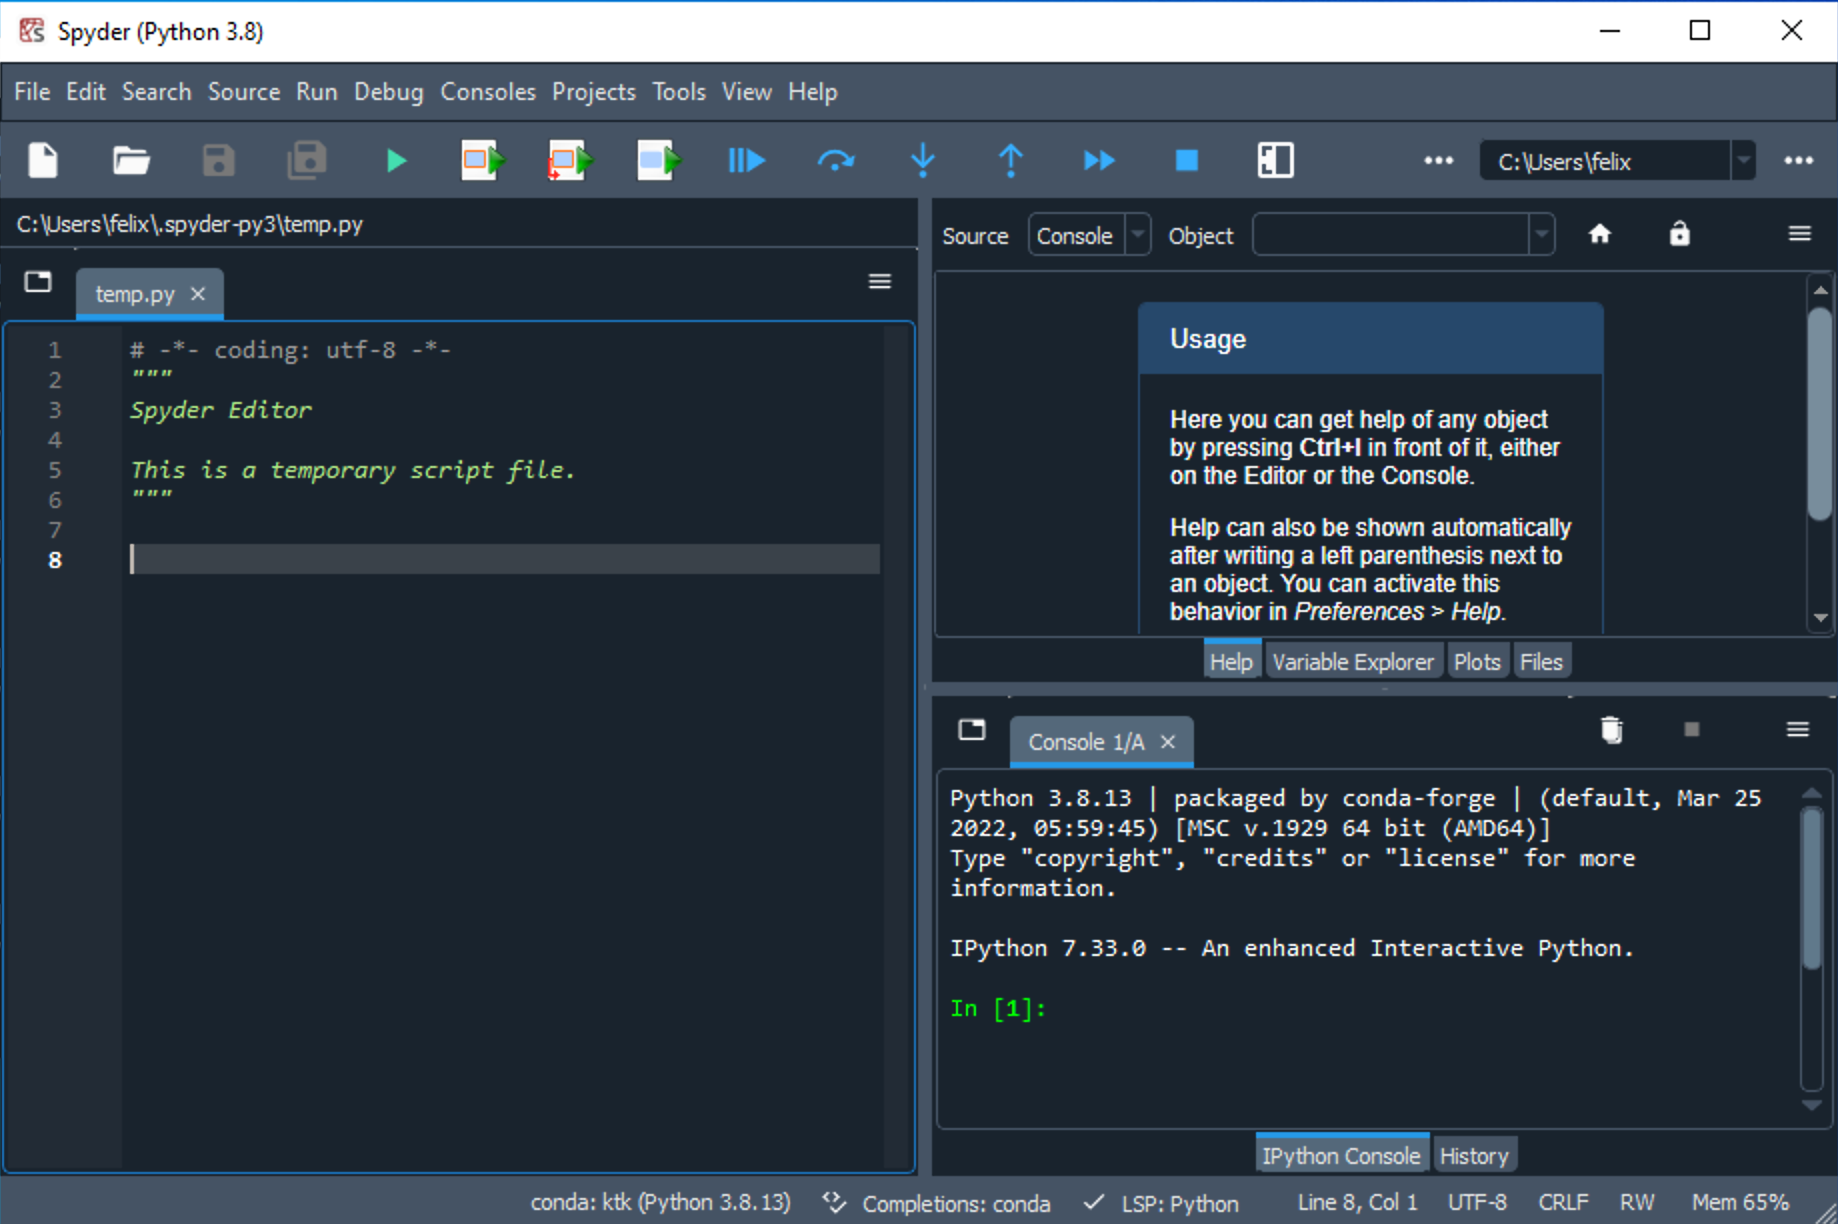 Spyder (Python 3.8)
File Edit Search Source Run Debug Consoles Projects Tools View Help
C:\Users\felix
C:\Users\felix\.spyder-py3\temp.py
temp.py
1 # -*- coding: utf-8 -*-
2 """
3 Spyder Editor
4
5 This is a temporary script file.
6 """
7
8
Source Console Object
Usage
Here you can get help of any object
by pressing Ctrl+I in front of it, either
on the Editor or the Console.
Help can also be shown automatically
after writing a left parenthesis next to
an object. You can activate this
behavior in Preferences > Help.
Help Variable Explorer Plots Files
Console 1/A
Python 3.8.13 | packaged by conda-forge | (default, Mar 25
2022, 05:59:45) [MSC v.1929 64 bit (AMD64)]
Type "copyright", "credits" or "license" for more
information.
IPython 7.33.0 -- An enhanced Interactive Python.
In [1]:
IPython Console History
conda: ktk (Python 3.8.13) Completions: conda LSP: Python Line 8, Col 1 UTF-8 CRLF RW Mem 65%